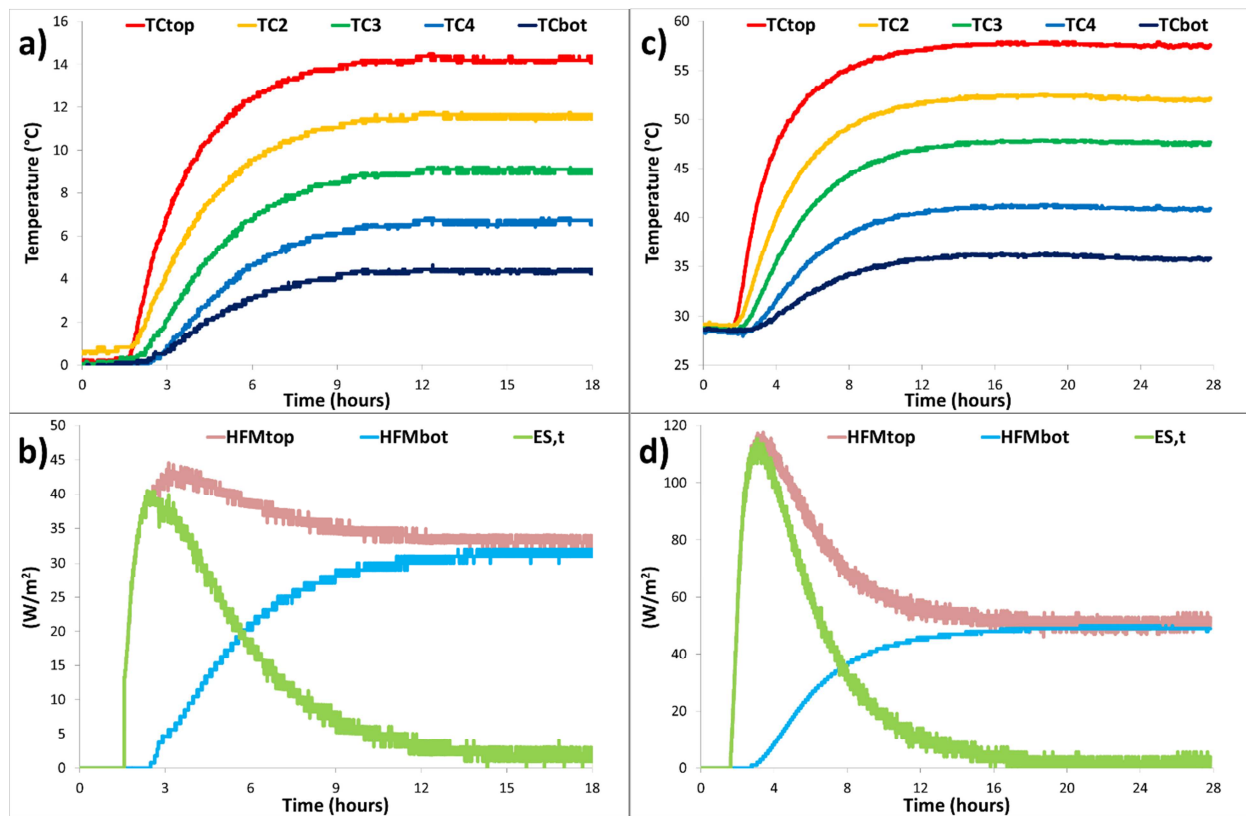 a)
TCtop TC2 TC3 TC4 TCbot
Temperature (°C)
16
14
12
10
8
6
4
2
0
0 3 6 9 12 15 18
Time (hours)
c)
TCtop TC2 TC3 TC4 TCbot
Temperature (°C)
60
55
50
45
40
35
30
25
0 4 8 12 16 20 24 28
Time (hours)
b)
HFMtop HFMbot ES,t
(W/m²)
50
45
40
35
30
25
20
15
10
5
0
0 3 6 9 12 15 18
Time (hours)
d)
HFMtop HFMbot ES,t
(W/m²)
120
100
80
60
40
20
0
0 4 8 12 16 20 24 28
Time (hours)